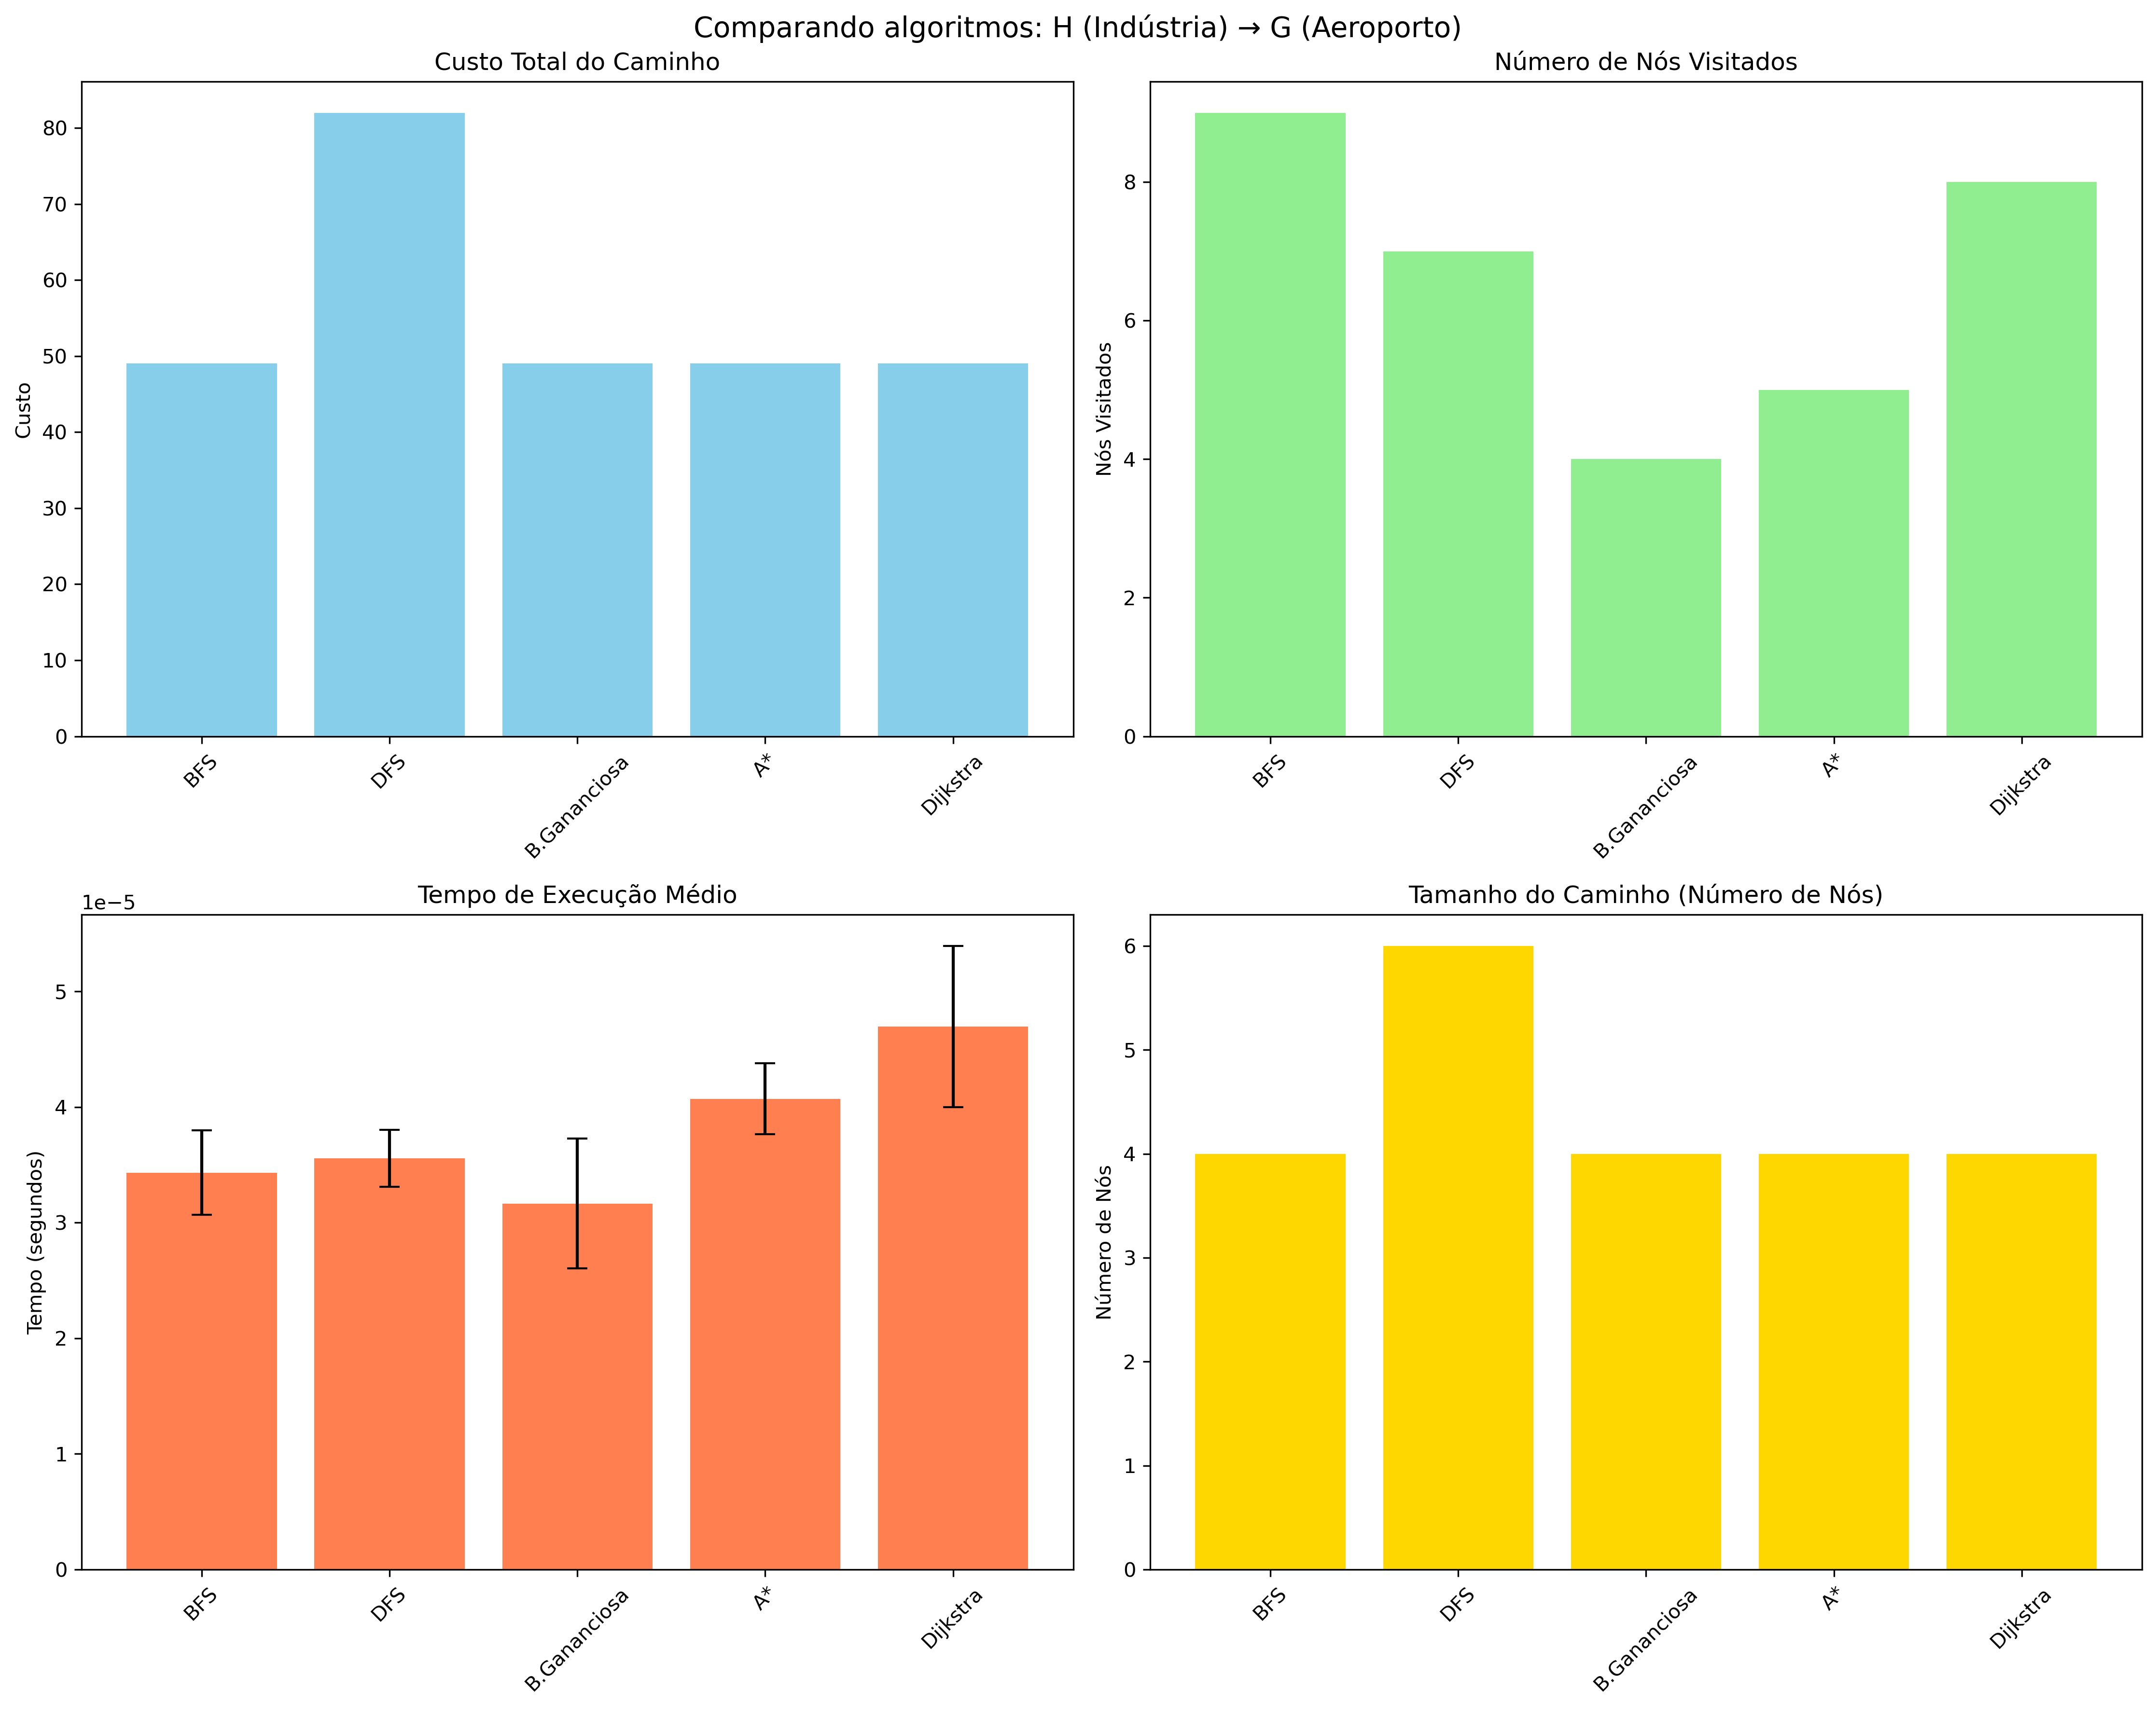 Comparando algoritmos: H (Indústria) → G (Aeroporto)
Custo Total do Caminho
Custo
80
70
60
50
40
30
20
10
0
BFS
DFS
B.Gananciosa
A*
Dijkstra
Número de Nós Visitados
Nós Visitados
8
6
4
2
0
BFS
DFS
B.Gananciosa
A*
Dijkstra
Tempo de Execução Médio
1e−5
Tempo (segundos)
5
4
3
2
1
0
BFS
DFS
B.Gananciosa
A*
Dijkstra
Tamanho do Caminho (Número de Nós)
Número de Nós
6
5
4
3
2
1
0
BFS
DFS
B.Gananciosa
A*
Dijkstra